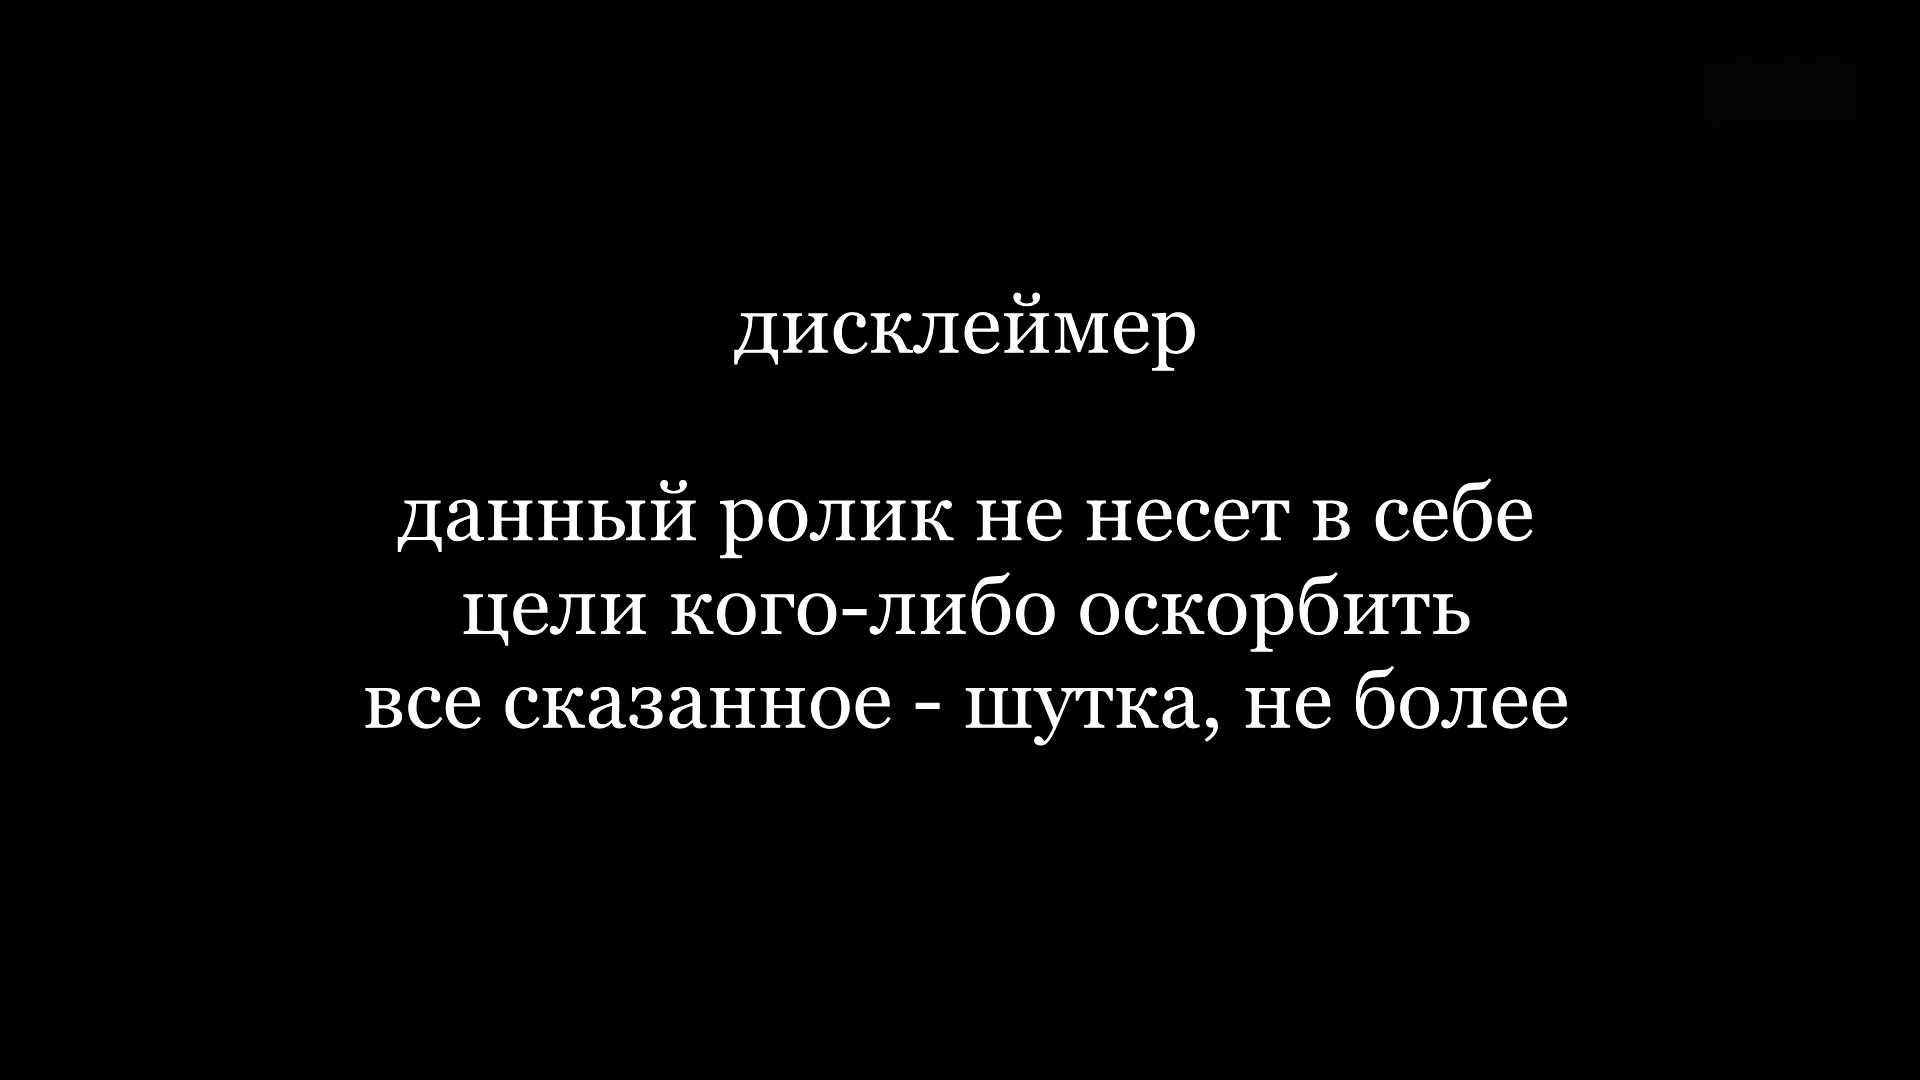 дисклеймер
данный ролик не несет в себе
цели кого-либо оскорбить
все сказанное - шутка, не более